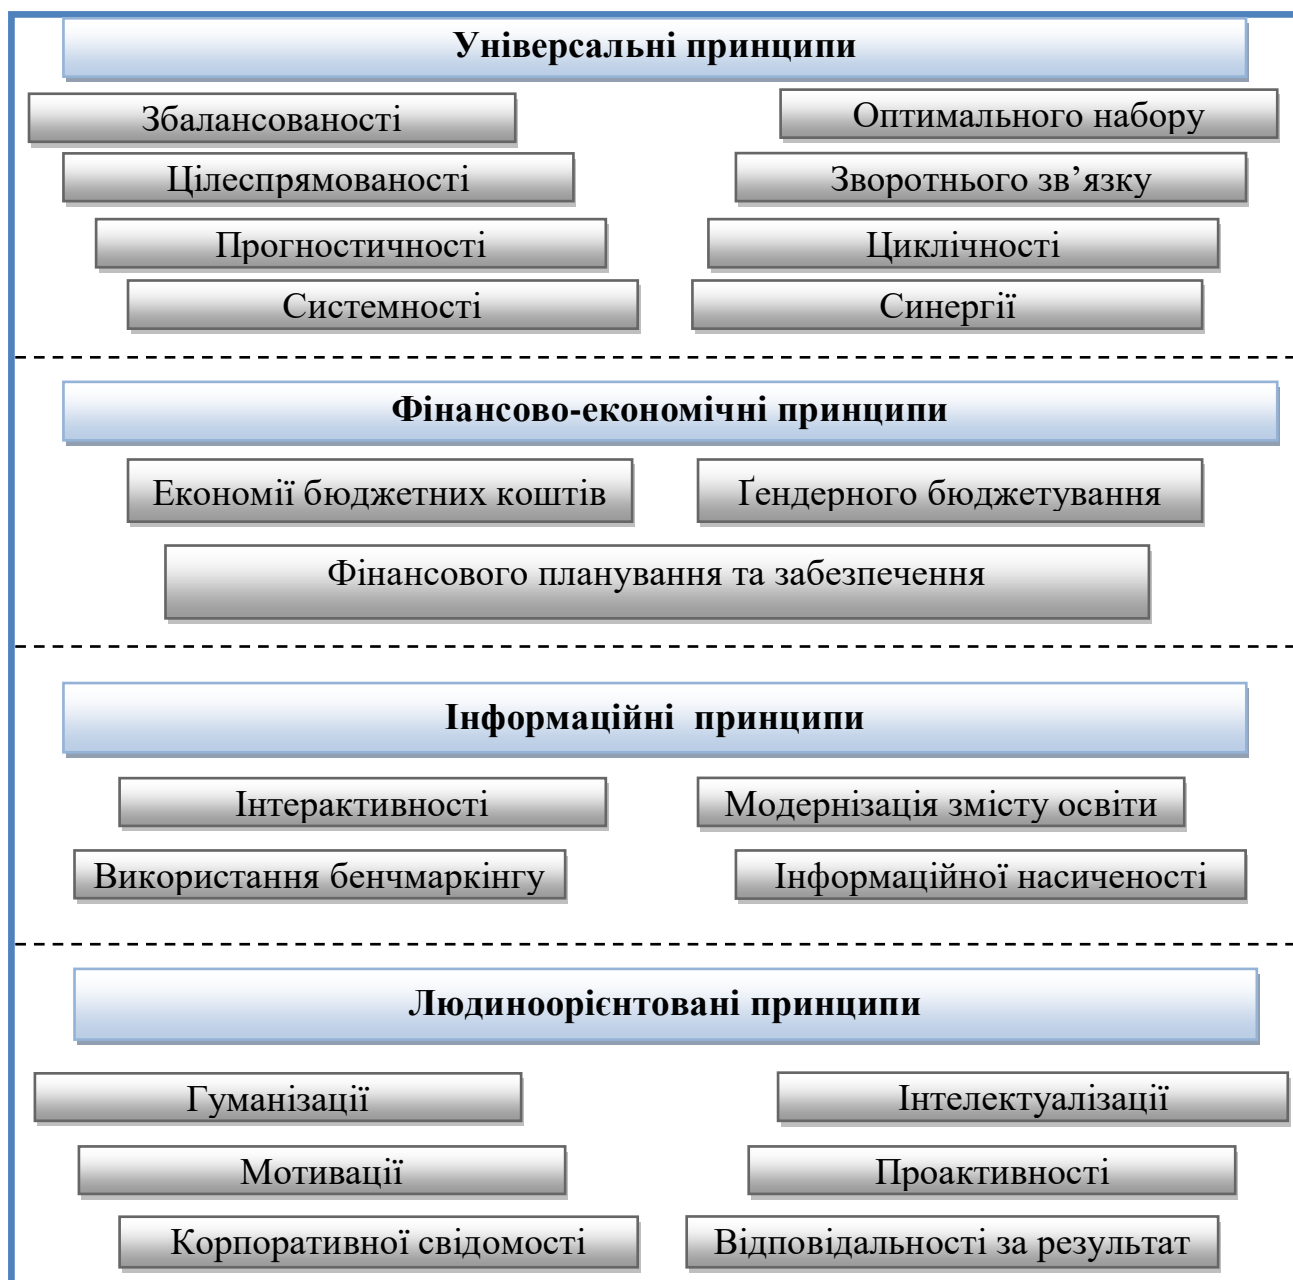 Універсальні принципи
Збалансованості
Оптимального набору
Цілеспрямованості
Зворотнього зв’язку
Прогностичності
Циклічності
Системності
Синергії
Фінансово-економічні принципи
Економії бюджетних коштів
Ґендерного бюджетування
Фінансового планування та забезпечення
Інформаційні принципи
Інтерактивності
Модернізація змісту освіти
Використання бенчмаркінгу
Інформаційної насиченості
Людиноорієнтовані принципи
Гуманізації
Інтелектуалізації
Мотивації
Проактивності
Корпоративної свідомості
Відповідальності за результат